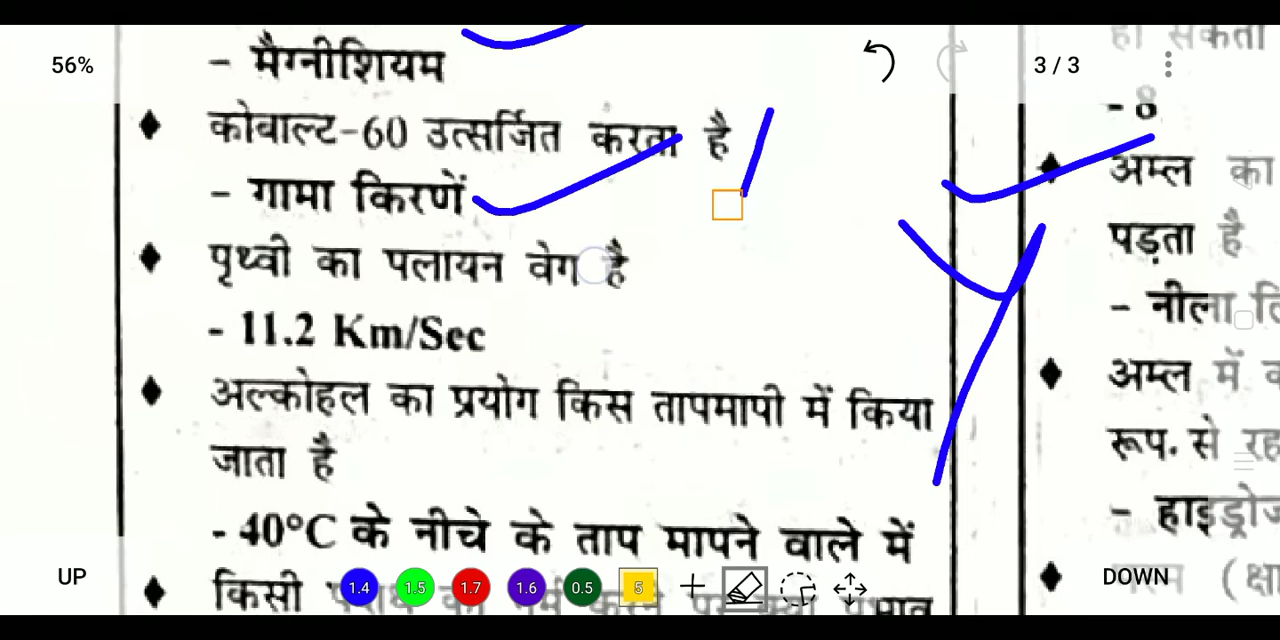 56%
3 / 3
- मैग्नीशियम
♦ कोबाल्ट-60 उत्सर्जित करता है
- गामा किरणें
♦ पृथ्वी का पलायन वेग है
- 11.2 Km/Sec
♦ अल्कोहल का प्रयोग किस तापमापी में किया
जाता है
- 40°C के नीचे के ताप मापने वाले में
♦ किसी
- 8
♦ अम्ल का
पड़ता है
- नीला
♦ अम्ल में
रूप. से
UP
1.4 1.5 1.7 1.6 0.5 5
DOWN